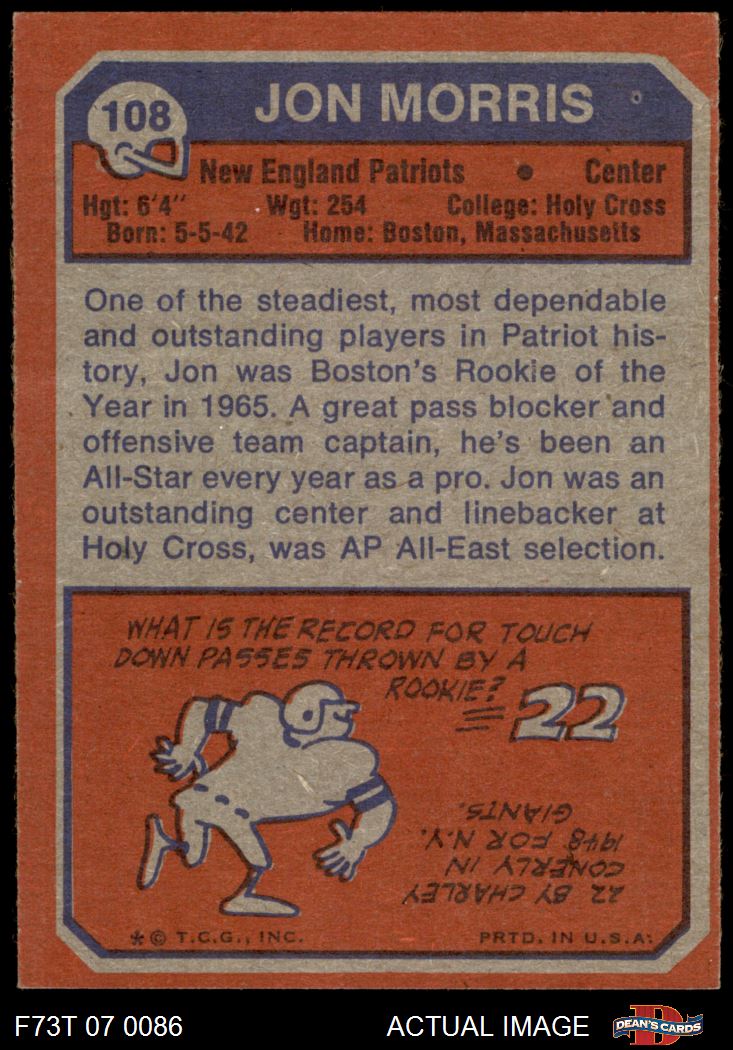 108
JON MORRIS
New England Patriots • Center
Hgt: 6'4" Wgt: 254 College: Holy Cross
Born: 5-5-42 Home: Boston, Massachusetts
One of the steadiest, most dependable
and outstanding players in Patriot his-
tory, Jon was Boston's Rookie of the
Year in 1965. A great pass blocker and
offensive team captain, he's been an
All-Star every year as a pro. Jon was an
outstanding center and linebacker at
Holy Cross, was AP All-East selection.
WHAT IS THE RECORD FOR TOUCH
DOWN PASSES THROWN BY A
ROOKIE?
22
22 BY CHARLEY
CONERLY IN
1948 FOR N.Y.
GIANTS.
* © T.C.G., INC. PRTD. IN U.S.A.
F73T 07 0086 ACTUAL IMAGE
D
DEAN'S CARDS